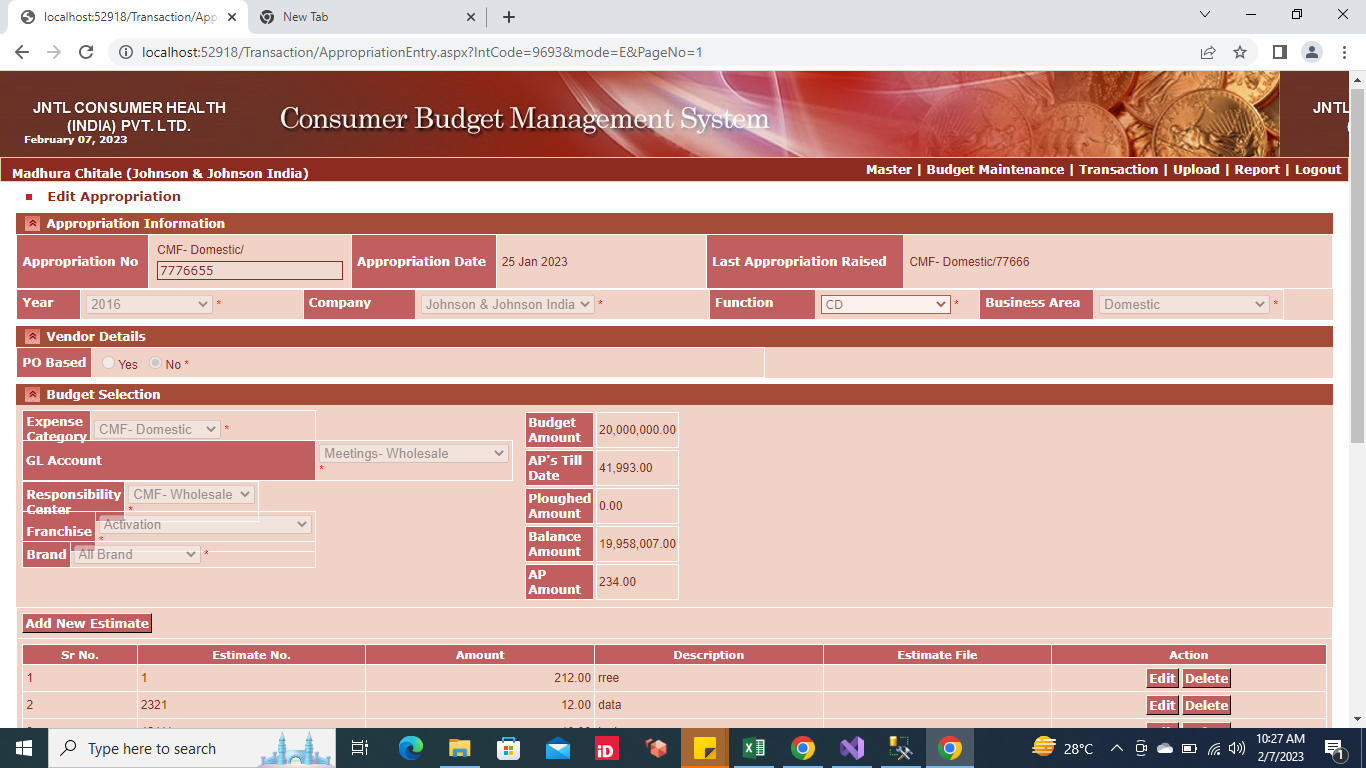 localhost:52918/Transaction/App
New Tab
localhost:52918/Transaction/AppropriationEntry.aspx?IntCode=9693&mode=E&PageNo=1
JNTL CONSUMER HEALTH
(INDIA) PVT. LTD.
February 07, 2023
Consumer Budget Management System
JNTL
Madhura Chitale (Johnson & Johnson India)
Master | Budget Maintenance | Transaction | Upload | Report | Logout
Edit Appropriation
Appropriation Information
Appropriation No
CMF- Domestic/
7776655
Appropriation Date
25 Jan 2023
Last Appropriation Raised
CMF- Domestic/77666
Year
2016 *
Company
Johnson & Johnson India *
Function
CD *
Business Area
Domestic *
Vendor Details
PO Based
Yes No *
Budget Selection
Expense
Category
CMF- Domestic *
GL Account
Meetings- Wholesale
*
Responsibility
Center
CMF- Wholesale
*
Franchise
Activation
*
Brand
All Brand *
Budget
Amount
20,000,000.00
AP's Till
Date
41,993.00
Ploughed
Amount
0.00
Balance
Amount
19,958,007.00
AP
Amount
234.00
Add New Estimate
Sr No. Estimate No. Amount Description Estimate File Action
1 1 212.00 rree Edit Delete
2 2321 12.00 data Edit Delete
Type here to search
iD
28°C
10:27 AM
2/7/2023
1